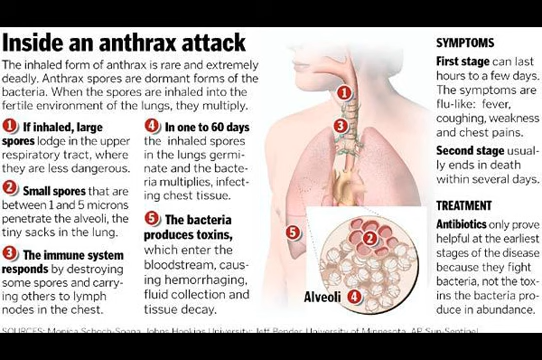 Inside an anthrax attack
The inhaled form of anthrax is rare and extremely
deadly. Anthrax spores are dormant forms of the
bacteria. When the spores are inhaled into the
fertile environment of the lungs, they multiply.
1 If inhaled, large
spores lodge in the upper
respiratory tract, where
they are less dangerous.
2 Small spores that are
between 1 and 5 microns
penetrate the alveoli, the
tiny sacks in the lung.
3 The immune system
responds by destroying
some spores and carry-
ing others to lymph
nodes in the chest.
4 In one to 60 days
the inhaled spores
in the lungs germi-
nate and the bacte-
ria multiplies, infect-
ing chest tissue.
5 The bacteria
produces toxins,
which enter the
bloodstream, caus-
ing hemorrhaging,
fluid collection and
tissue decay.
1
3
5
2
Alveoli 4
SYMPTOMS
First stage can last
hours to a few days.
The symptoms are
flu-like: fever,
coughing, weakness
and chest pains.
Second stage usual-
ly ends in death
within several days.
TREATMENT
Antibiotics only prove
helpful at the earliest
stages of the disease
because they fight
bacteria, not the tox-
ins the bacteria pro-
duce in abundance.
SOURCES: Monica Schoch-Spana, Johns Hopkins University; Jeff Bender, University of Minnesota, AP, Sun-Sentinel